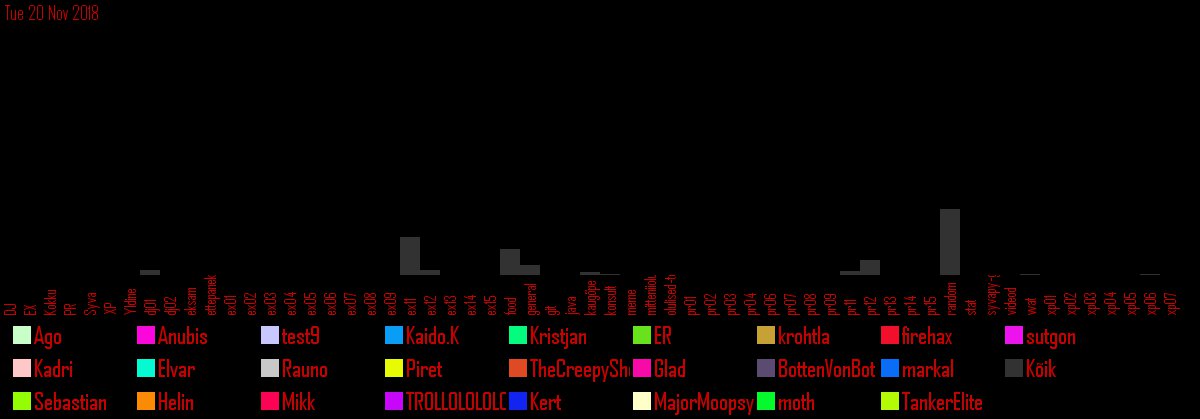 Tue 20 Nov 2018
DJ EX Kokku PR Syva XP Yldine dj01 dj02 eksam ettepanek ex01 ex02 ex03 ex04 ex05 ex06 ex07 ex08 ex09 ex11 ex12 ex13 ex14 ex15 food general git java konsult meme pr01 pr02 pr03 pr04 pr06 pr07 pr08 pr09 pr11 pr12 pr13 pr14 pr15 random stat videod wat xp01 xp02 xp03 xp04 xp05 xp06 xp07
Ago Anubis test9 Kaido.K Kristjan ER krohtla firehax sutgon
Kadri Elvar Rauno Piret TheCreepySh Glad BottenVonBot markal Kõik
Sebastian Helin Mikk TROLLOLOLOLO Kert MajorMoopsy moth TankerElite